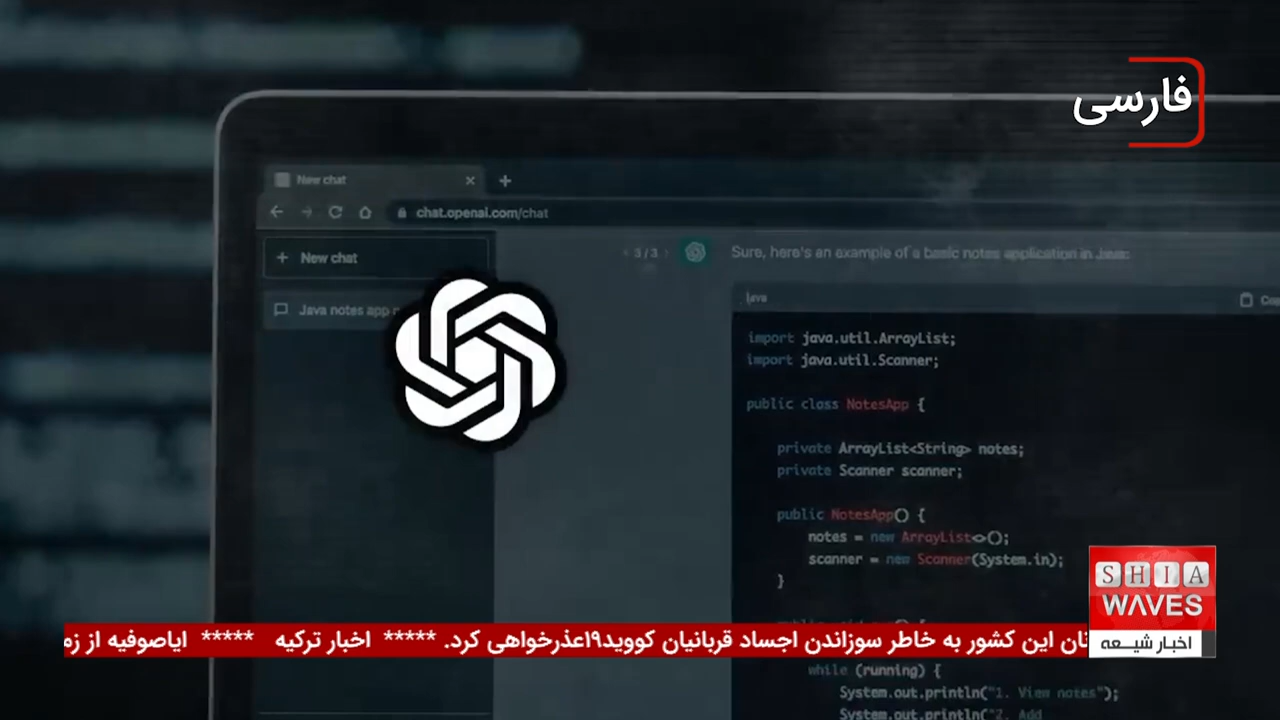 فارسی
New chat
chat.openai.com/chat
New chat
3 / 3
Sure, here's an example of a basic notes application in Java:
Java notes app
java
import java.util.ArrayList;
import java.util.Scanner;
public class NotesApp {
private ArrayList<String> notes;
private Scanner scanner;
public NotesApp() {
notes = new ArrayList<>();
scanner = new Scanner(System.in);
}
SHIA
WAVES
اخبار شیعه
این کشور به خاطر سوزاندن اجساد قربانیان کووید۱۹عذرخواهی کرد. ***** اخبار ترکیه ***** ایاصوفیه از
while (running) {
System.out.println("1. View notes");
System.out.println("2. Add